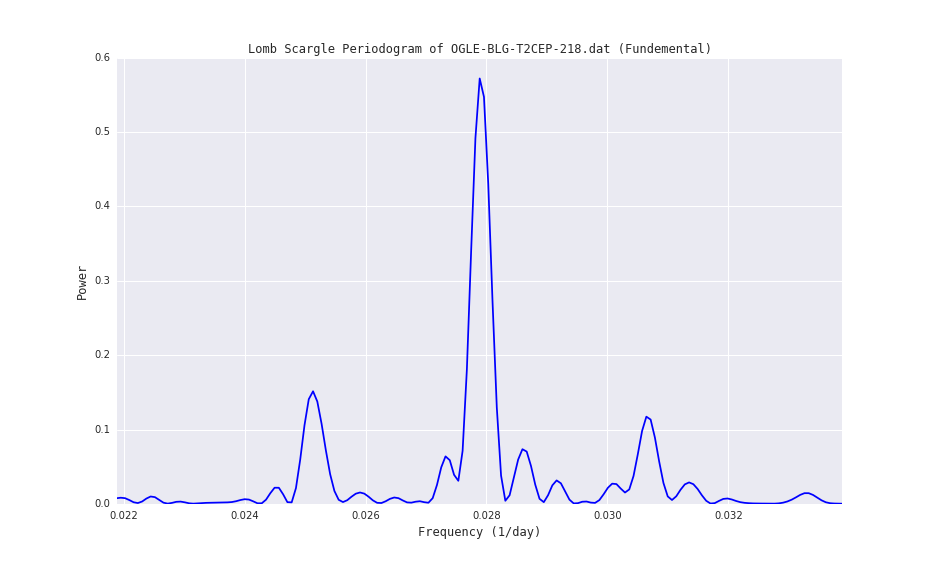 Lomb Scargle Periodogram of OGLE-BLG-T2CEP-218.dat (Fundemental)
0.6
0.5
0.4
0.3
0.2
0.1
0.0
Power
0.022 0.024 0.026 0.028 0.030 0.032
Frequency (1/day)